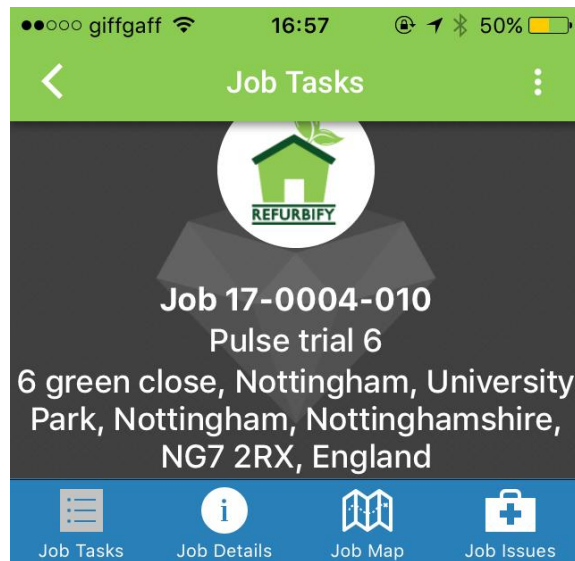 giffgaff 16:57 50%
Job Tasks
REFURBIFY
Job 17-0004-010
Pulse trial 6
6 green close, Nottingham, University
Park, Nottingham, Nottinghamshire,
NG7 2RX, England
Job Tasks Job Details Job Map Job Issues